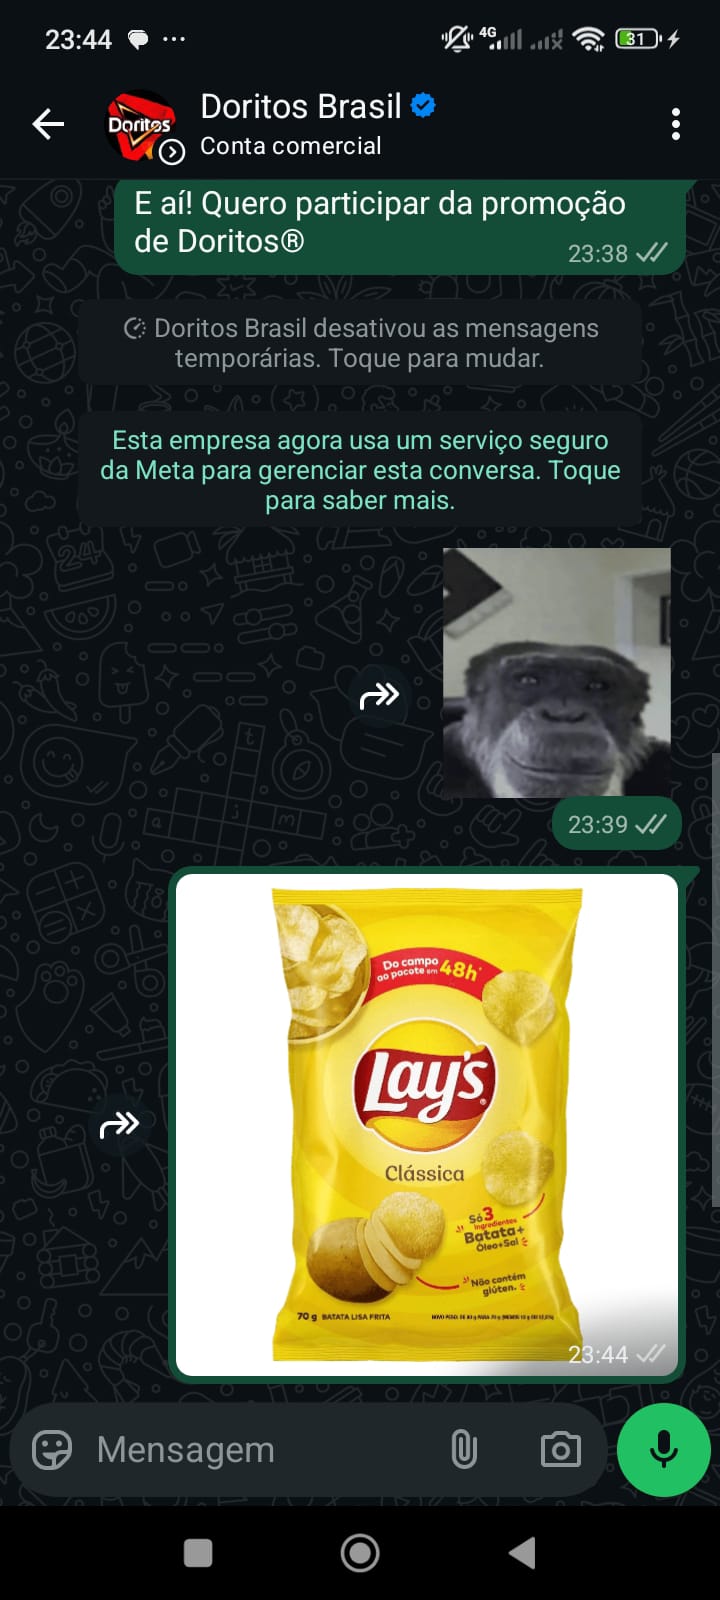 23:44
4G
31
Doritos
Doritos Brasil
Conta comercial
E aí! Quero participar da promoção
de Doritos®
23:38
Doritos Brasil desativou as mensagens
temporárias. Toque para mudar.
Esta empresa agora usa um serviço seguro
da Meta para gerenciar esta conversa. Toque
para saber mais.
23:39
Do campo
ao pacote em 48h*
Lay's
Clássica
Só 3
Ingredientes
Batata+
Óleo+Sal
Não contém
glúten.
70 g BATATA LISA FRITA
23:44
Mensagem